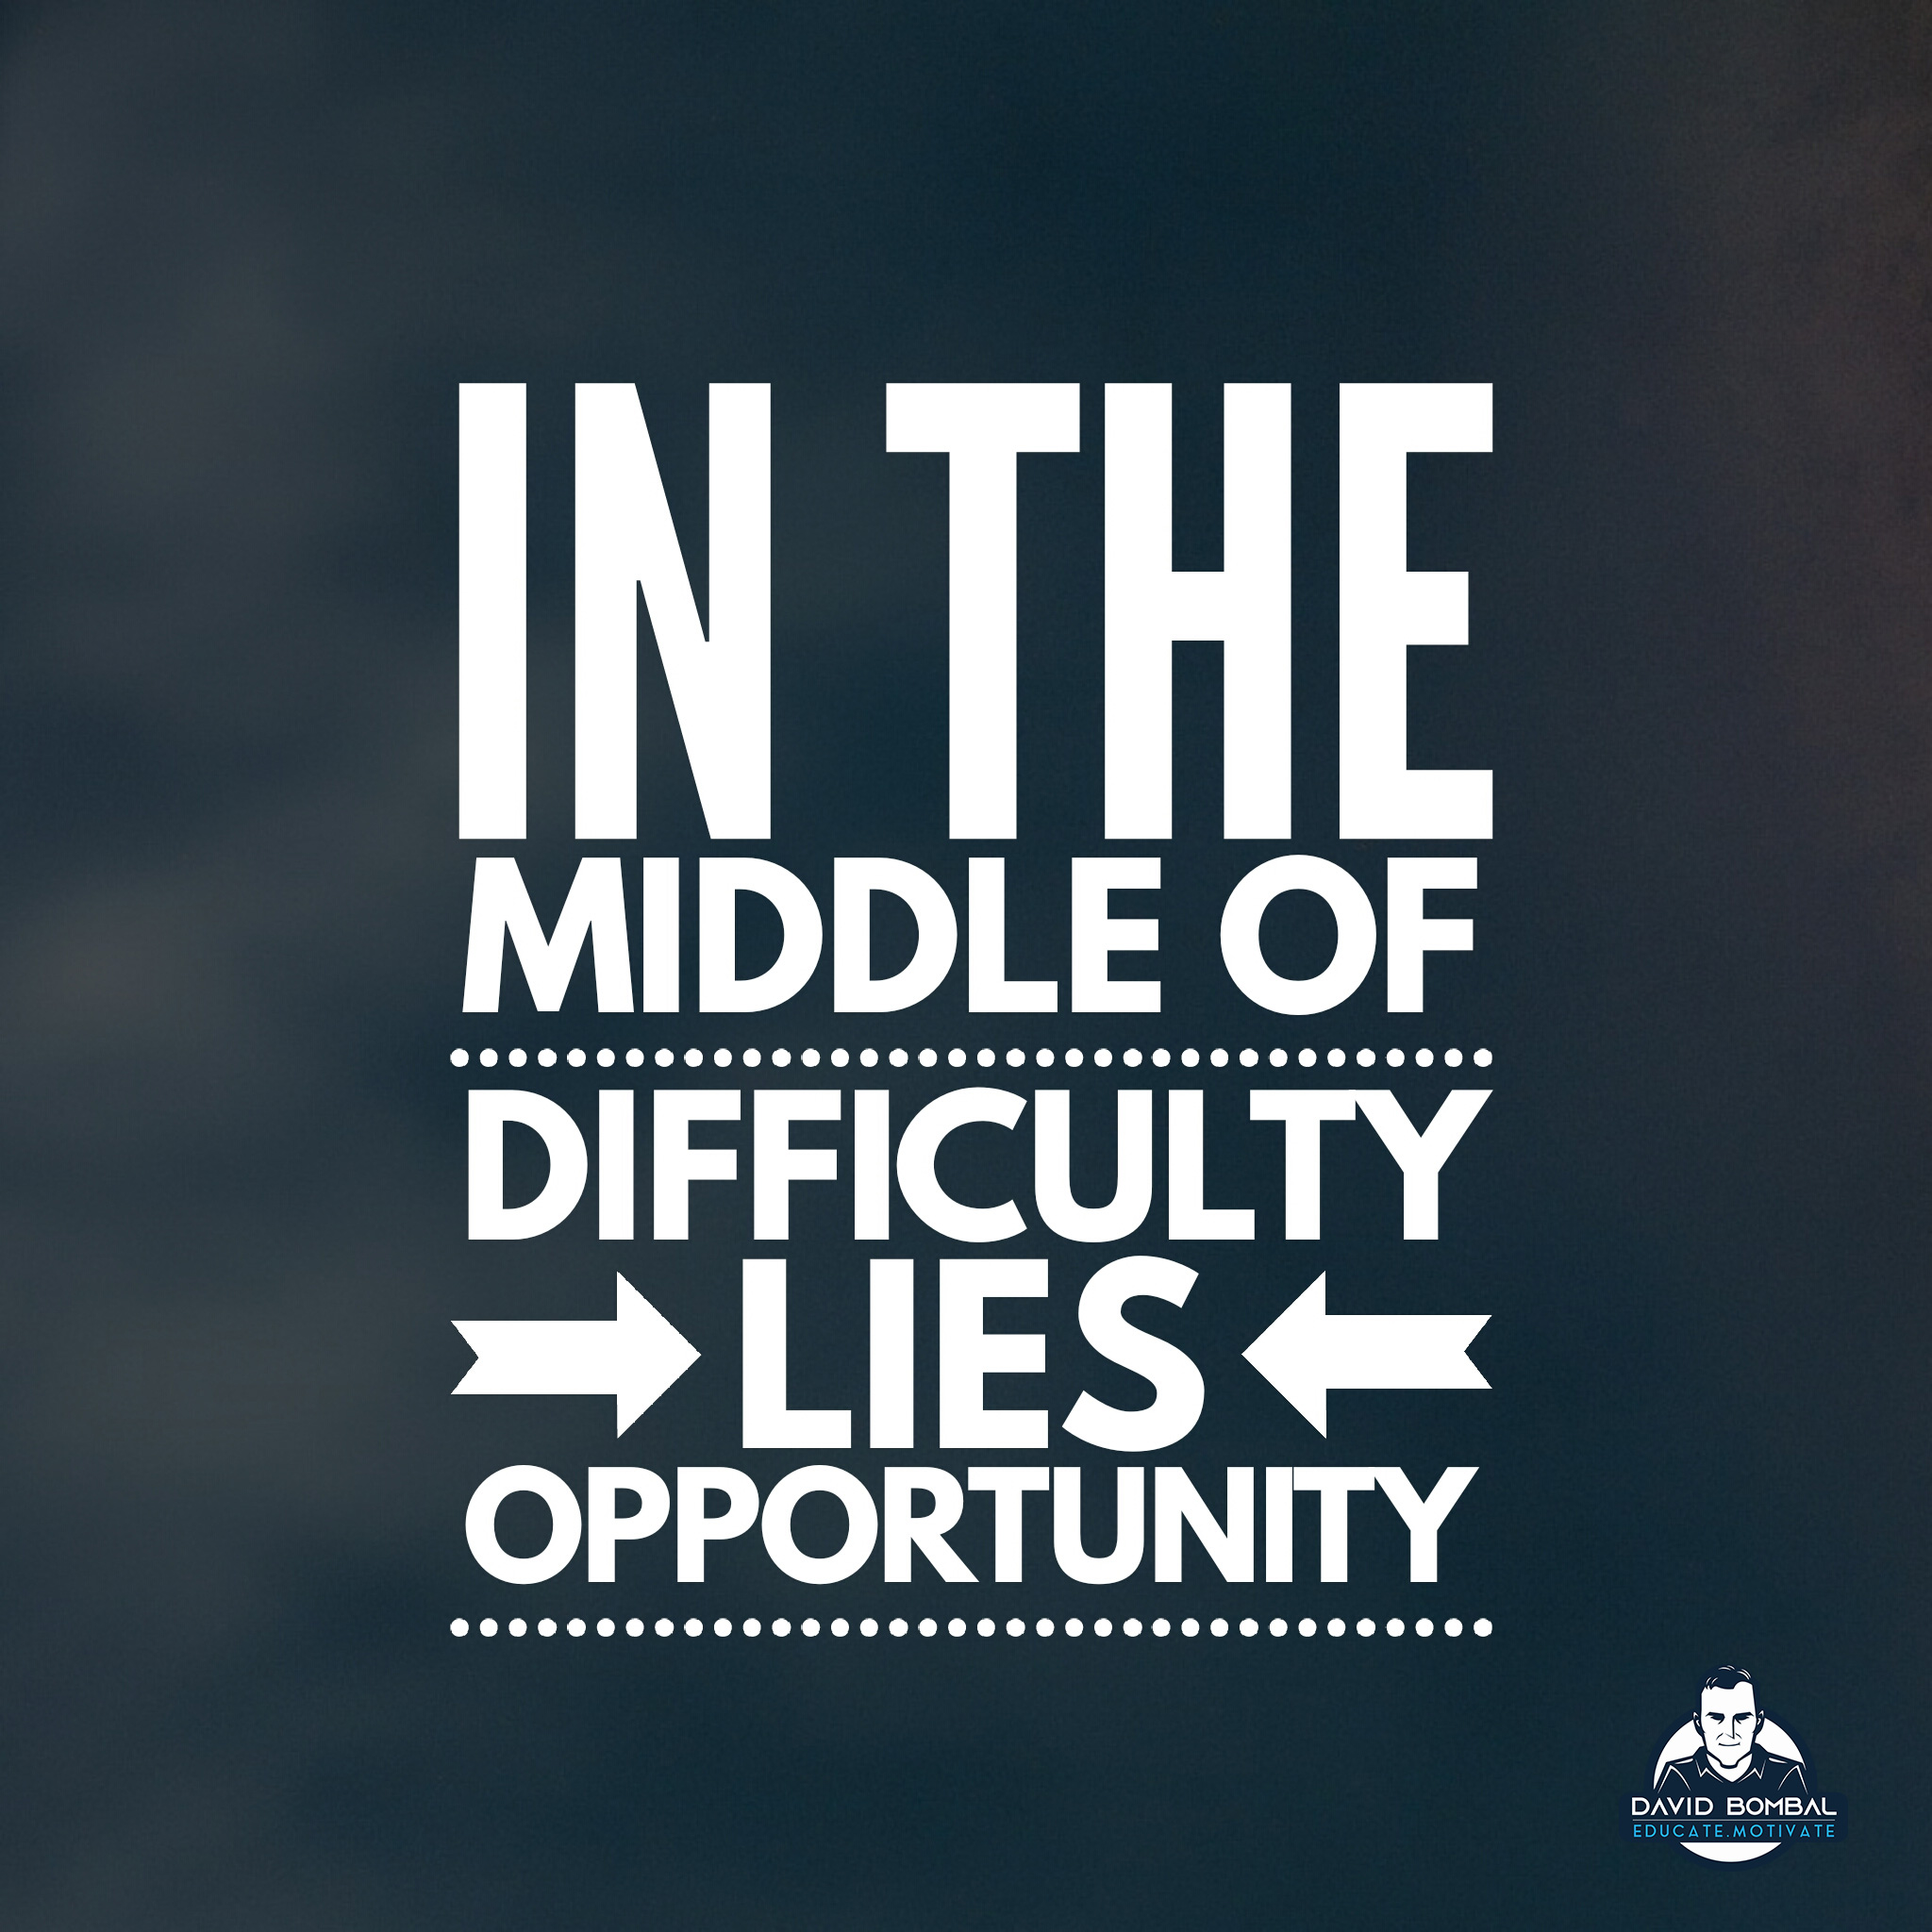 IN THE
MIDDLE OF
DIFFICULTY
LIES
OPPORTUNITY
DAVID BOMBAL
EDUCATE.MOTIVATE